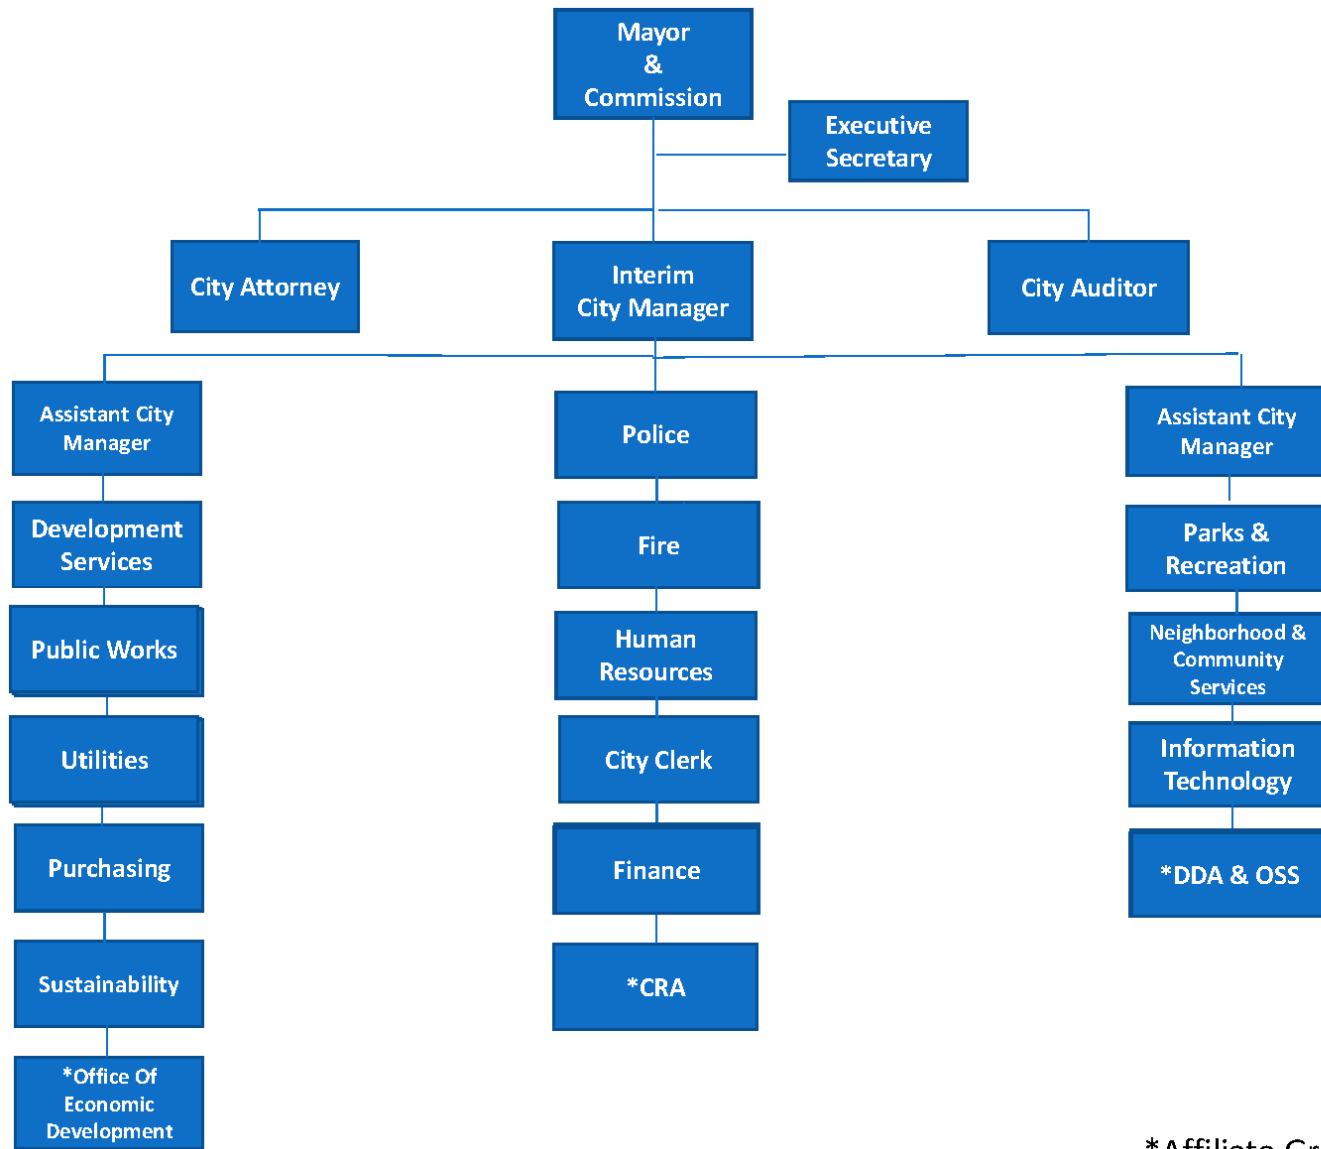 Mayor
&
Commission
Executive
Secretary
City Attorney
Interim
City Manager
City Auditor
Assistant City
Manager
Development
Services
Public Works
Utilities
Purchasing
Sustainability
*Office Of
Economic
Development
Police
Fire
Human
Resources
City Clerk
Finance
*CRA
Assistant City
Manager
Parks &
Recreation
Neighborhood &
Community
Services
Information
Technology
*DDA & OSS